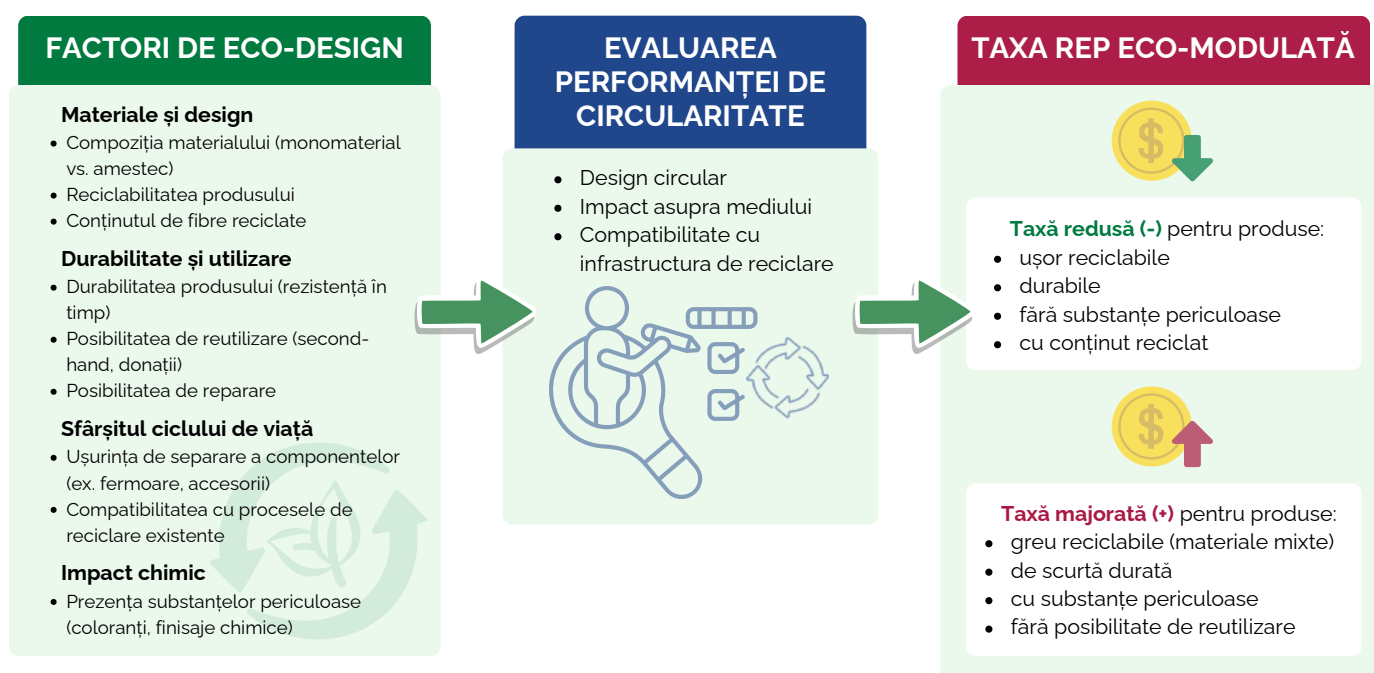 FACTORI DE ECO-DESIGN
Materiale și design
• Compoziția materialului (monomaterial
vs. amestec)
• Reciclabilitatea produsului
• Conținutul de fibre reciclate
Durabilitate și utilizare
• Durabilitatea produsului (rezistență în
timp)
• Posibilitatea de reutilizare (second-
hand, donații)
• Posibilitatea de reparare
Sfârșitul ciclului de viață
• Ușurința de separare a componentelor
(ex. fermoare, accesorii)
• Compatibilitatea cu procesele de
reciclare existente
Impact chimic
• Prezența substanțelor periculoase
(coloranți, finisaje chimice)
EVALUAREA
PERFORMANȚEI DE
CIRCULARITATE
• Design circular
• Impact asupra mediului
• Compatibilitate cu
infrastructura de reciclare
TAXA REP ECO-MODULATĂ
$
Taxă redusă (-) pentru produse:
• ușor reciclabile
• durabile
• fără substanțe periculoase
• cu conținut reciclat
$
Taxă majorată (+) pentru produse:
• greu reciclabile (materiale mixte)
• de scurtă durată
• cu substanțe periculoase
• fără posibilitate de reutilizare